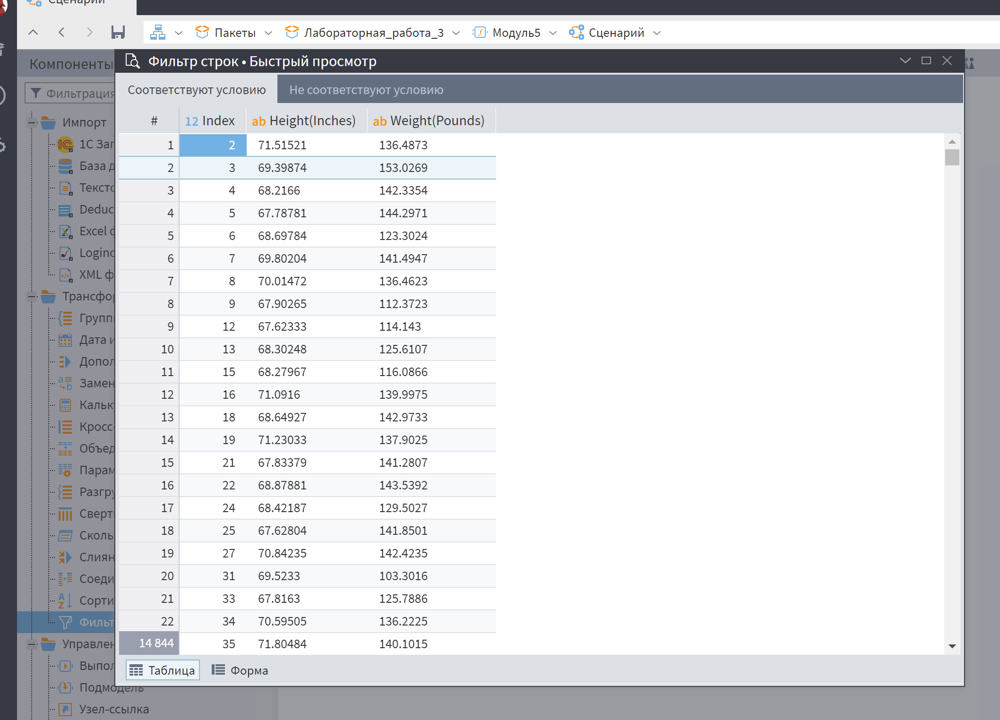 Сценарий
Пакеты Лабораторная_работа_3 Модуль5 Сценарий
Компоненты
Фильтр строк • Быстрый просмотр
Фильтрация
Соответствуют условию Не соответствуют условию
# 12 Index ab Height(Inches) ab Weight(Pounds)
1 2 71.51521 136.4873
2 3 69.39874 153.0269
3 4 68.2166 142.3354
4 5 67.78781 144.2971
5 6 68.69784 123.3024
6 7 69.80204 141.4947
7 8 70.01472 136.4623
8 9 67.90265 112.3723
9 12 67.62333 114.143
10 13 68.30248 125.6107
11 15 68.27967 116.0866
12 16 71.0916 139.9975
13 18 68.64927 142.9733
14 19 71.23033 137.9025
15 21 67.83379 141.2807
16 22 68.87881 143.5392
17 24 68.42187 129.5027
18 25 67.62804 141.8501
19 27 70.84235 142.4235
20 31 69.5233 103.3016
21 33 67.8163 125.7886
22 34 70.59505 136.2225
14 844 35 71.80484 140.1015
Таблица Форма
Импорт
1С Заг
База д
Тексто
Deduc
Excel ф
Logino
XML ф
Трансфор
Групп
Дата и
Допол
Замен
Кальку
Кросс-
Объед
Парам
Разгру
Сверт
Сколь
Слиян
Соеди
Сорти
Фильт
Управлен
Выпол
Подмодель
Узел-ссылка